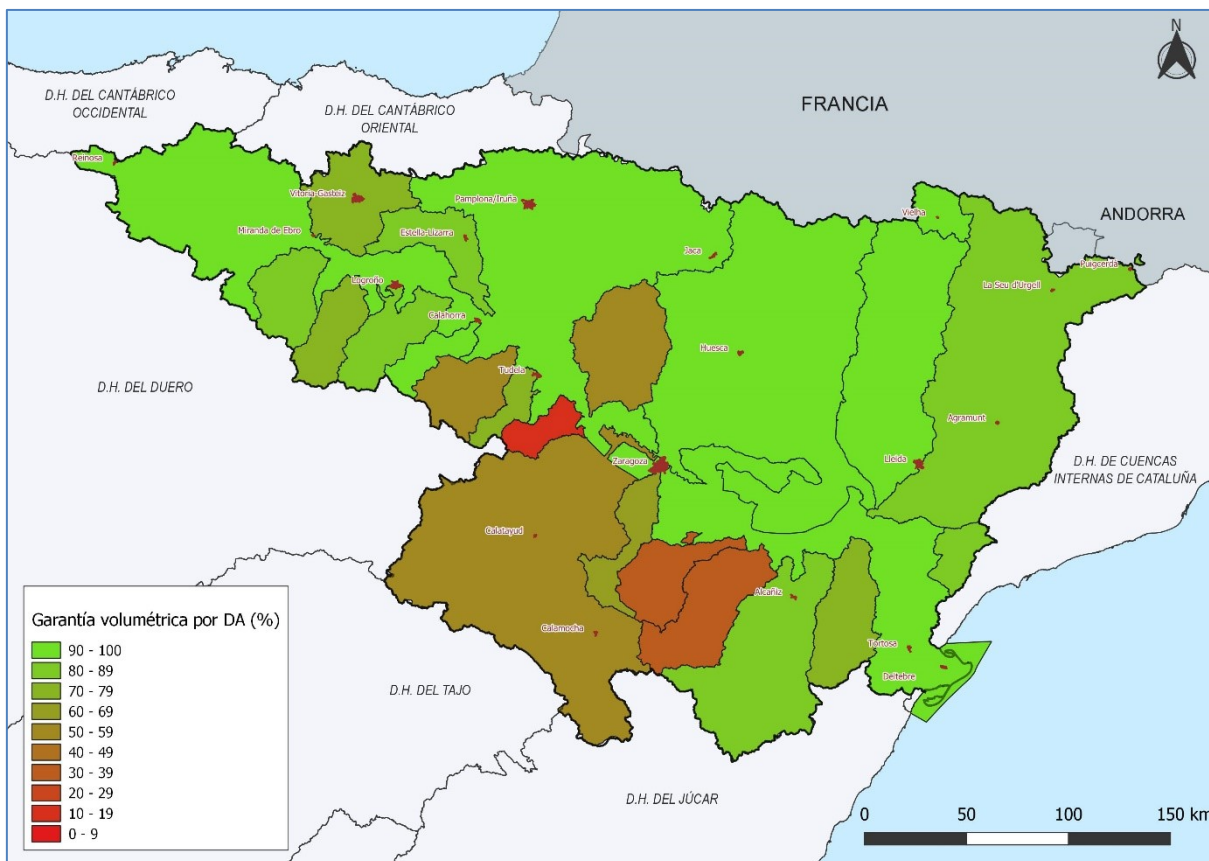 D.H. DEL CANTÁBRICO
OCCIDENTAL
D.H. DEL CANTÁBRICO
ORIENTAL
FRANCIA
N
ANDORRA
Reinosa
Vitoria-Gasteiz
Pamplona/Iruña
Vielha
Miranda de Ebro
Estella-Lizarra
Jaca
Puigcerdá
La Seu d'Urgell
Logroño
Calahorra
Huesca
Tudela
D.H. DEL DUERO
Agramunt
Zaragoza
Lleida
D.H. DE CUENCAS
INTERNAS DE CATALUÑA
Calatayud
Alcañiz
Calamocha
Tortosa
Deltebre
D.H. DEL TAJO
D.H. DEL JÚCAR
Garantía volumétrica por DA (%)
90 - 100
80 - 89
70 - 79
60 - 69
50 - 59
40 - 49
30 - 39
20 - 29
10 - 19
0 - 9
0 50 100 150 km